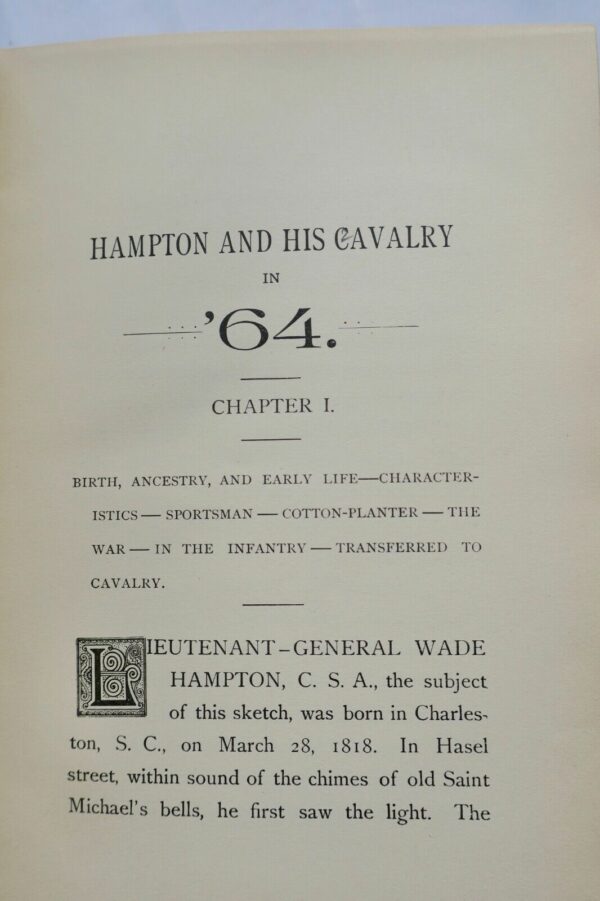 HAMPTON AND HIS CAVALRY
IN
'64.
CHAPTER I.
BIRTH, ANCESTRY, AND EARLY LIFE—CHARACTER-
ISTICS — SPORTSMAN — COTTON-PLANTER — THE
WAR — IN THE INFANTRY — TRANSFERRED TO
CAVALRY.
LIEUTENANT-GENERAL WADE
HAMPTON, C. S. A., the subject
of this sketch, was born in Charles-
ton, S. C., on March 28, 1818. In Hasel
street, within sound of the chimes of old Saint
Michael's bells, he first saw the light. The